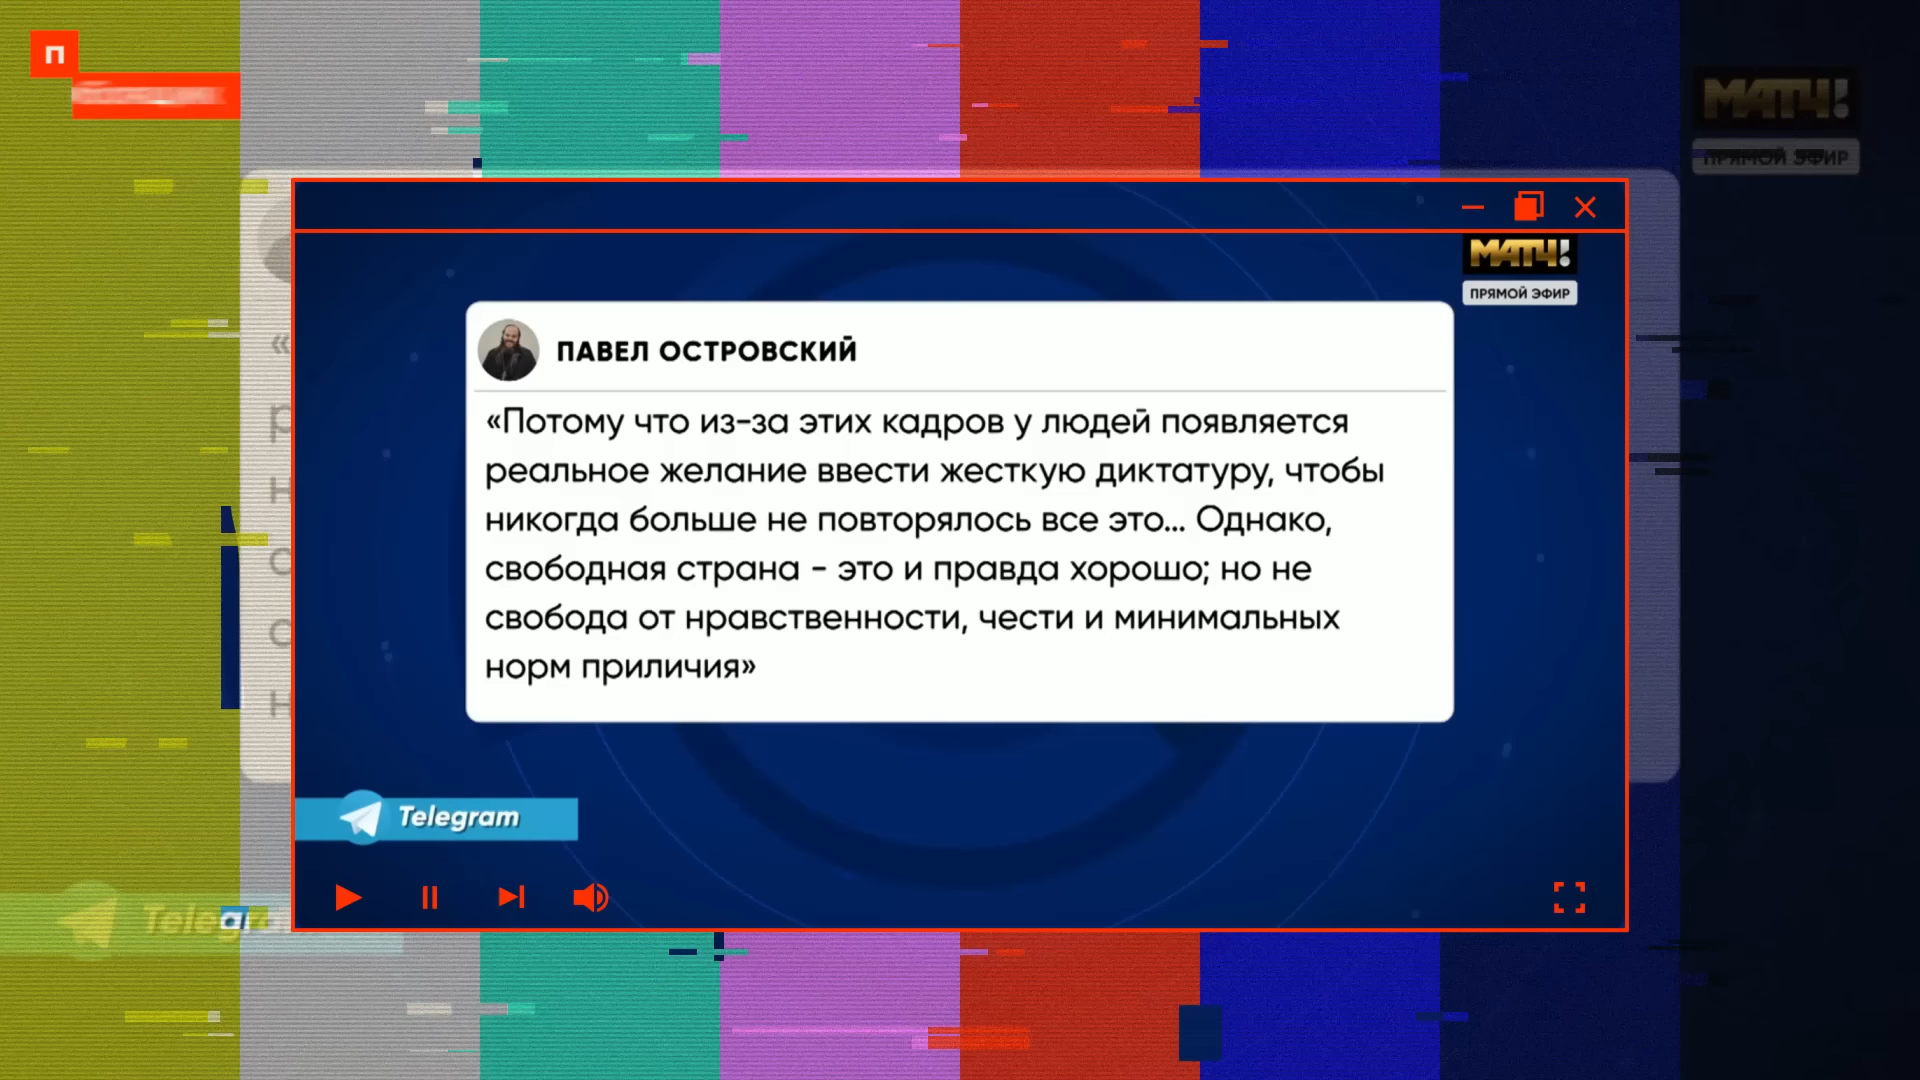 П
МАТЧ!
ПРЯМОЙ ЭФИР
МАТЧ!
ПРЯМОЙ ЭФИР
ПАВЕЛ ОСТРОВСКИЙ
«Потому что из-за этих кадров у людей появляется
реальное желание ввести жесткую диктатуру, чтобы
никогда больше не повторялось все это... Однако,
свободная страна - это и правда хорошо; но не
свобода от нравственности, чести и минимальных
норм приличия»
Telegram